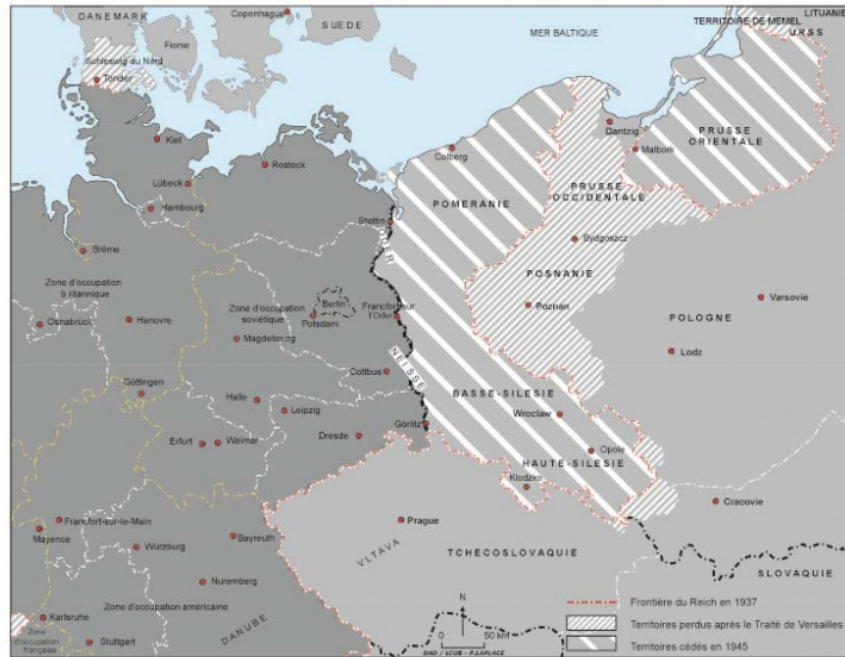 DANEMARK
Copenhague
SUEDE
LITUANIE
TERRITOIRE DE MEMEL
U.R.S.S
MER BALTIQUE
Fionie
Schleswig du Nord
Tonder
Kiel
Rostock
Lübeck
Hambourg
Colberg
Dantzig
Malbork
PRUSSE
ORIENTALE
PRUSSE
OCCIDENTALE
POMERANIE
Stettin
ODER
Bydgoszcz
Brême
Zone d'occupation
britannique
POSNANIE
Zone d'occupation
soviétique
Berlin
Potsdam
Francfort sur
l'Oder
Poznan
Varsovie
POLOGNE
Osnabrück
Hanovre
Magdebourg
Lodz
NEISSE
Cottbus
Göttingen
Halle
Leipzig
BASSE-SILESIE
Wroclaw
Erfurt
Weimar
Dresde
Görlitz
Opole
HAUTE-SILESIE
Klodzko
Cracovie
Francfort-sur-le-Main
Mayence
Würzburg
Bayreuth
Prague
VLTAVA
TCHECOSLOVAQUIE
SLOVAQUIE
Nuremberg
Zone d'occupation américaine
Karlsruhe
Zone
d'occupation
française
Stuttgart
DANUBE
N
0 50 km
DAO / LCUB - P.LAPLACE
Frontière du Reich en 1937
Territoires perdus après le Traité de Versailles
Territoires cédés en 1945